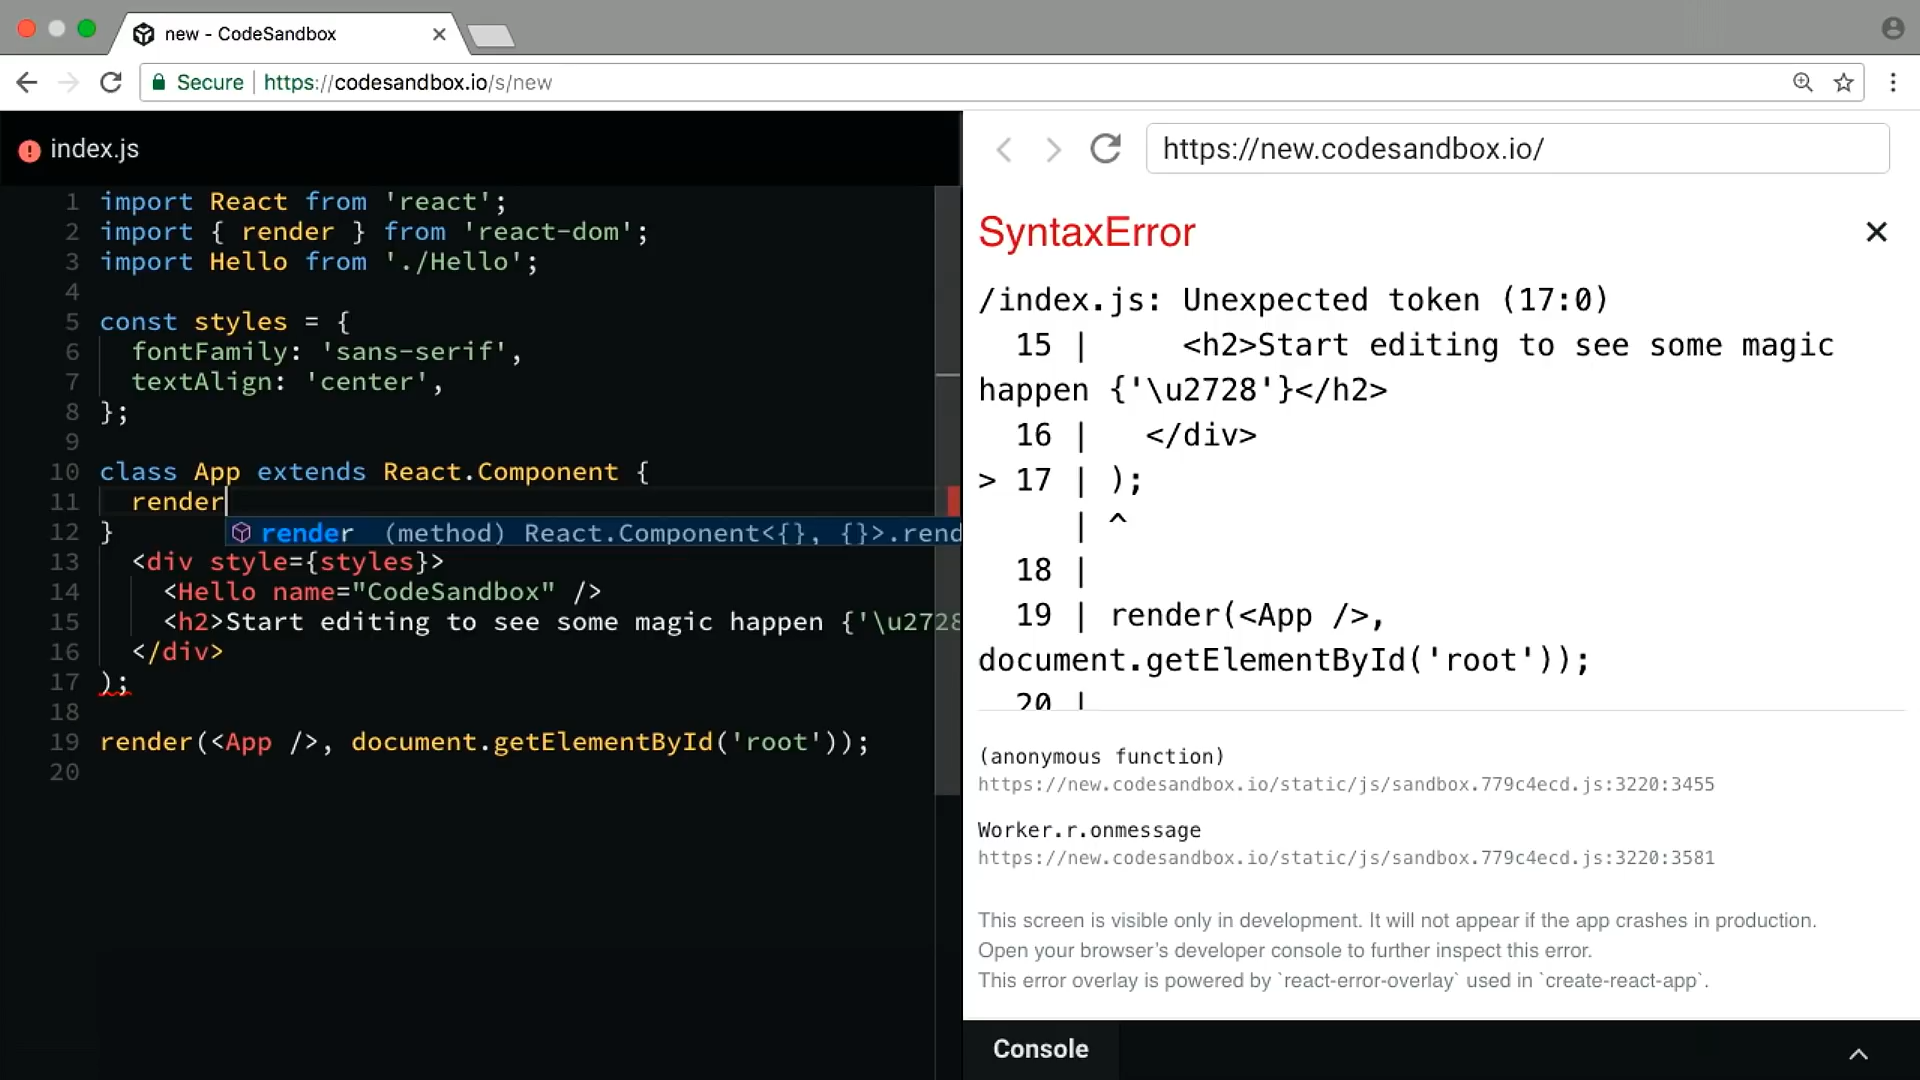 new - CodeSandbox
Secure | https://codesandbox.io/s/new
index.js
1 import React from 'react';
2 import { render } from 'react-dom';
3 import Hello from './Hello';
4
5 const styles = {
6 fontFamily: 'sans-serif',
7 textAlign: 'center',
8 };
9
10 class App extends React.Component {
11 render
12 }
render (method) React.Component<{}, {}>.rend
13 <div style={styles}>
14 <Hello name="CodeSandbox" />
15 <h2>Start editing to see some magic happen {'\u2728
16 </div>
17 );
18
19 render(<App />, document.getElementById('root'));
20
https://new.codesandbox.io/
SyntaxError
/index.js: Unexpected token (17:0)
15 | <h2>Start editing to see some magic
happen {'\u2728'}</h2>
16 | </div>
> 17 | );
| ^
18 |
19 | render(<App />,
document.getElementById('root'));
20 |
(anonymous function)
https://new.codesandbox.io/static/js/sandbox.779c4ecd.js:3220:3455
Worker.r.onmessage
https://new.codesandbox.io/static/js/sandbox.779c4ecd.js:3220:3581
This screen is visible only in development. It will not appear if the app crashes in production.
Open your browser's developer console to further inspect this error.
This error overlay is powered by `react-error-overlay` used in `create-react-app`.
Console